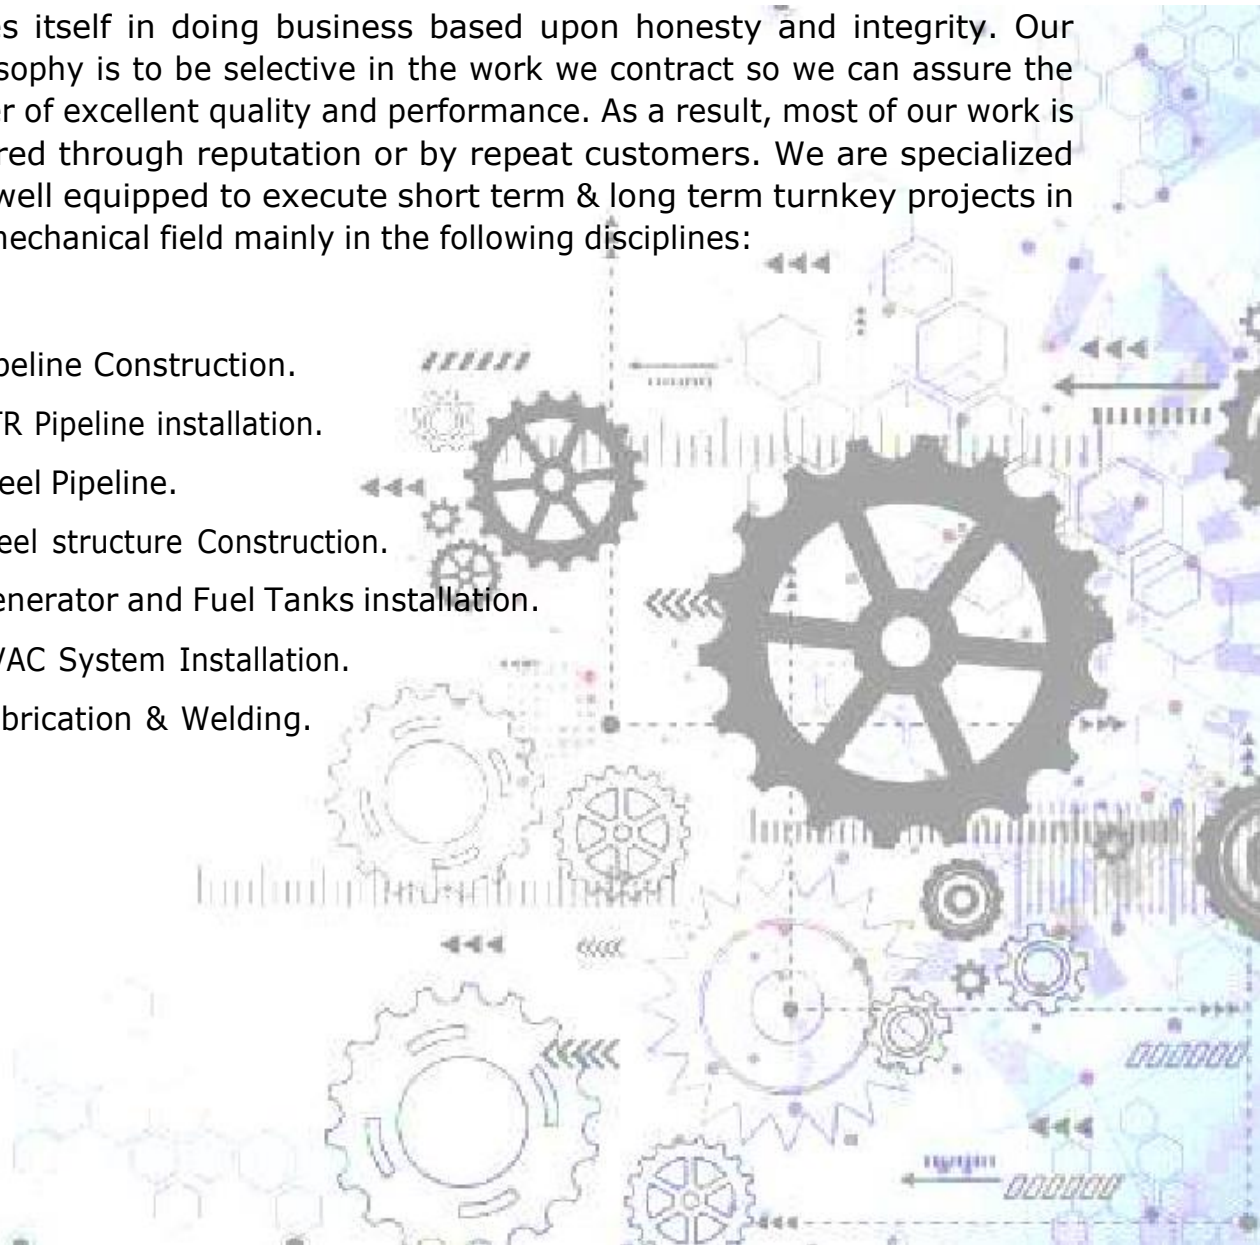 es itself in doing business based upon honesty and integrity. Our
sophy is to be selective in the work we contract so we can assure the
er of excellent quality and performance. As a result, most of our work is
red through reputation or by repeat customers. We are specialized
well equipped to execute short term & long term turnkey projects in
mechanical field mainly in the following disciplines:
peline Construction.
TR Pipeline installation.
eel Pipeline.
eel structure Construction.
enerator and Fuel Tanks installation.
VAC System Installation.
brication & Welding.